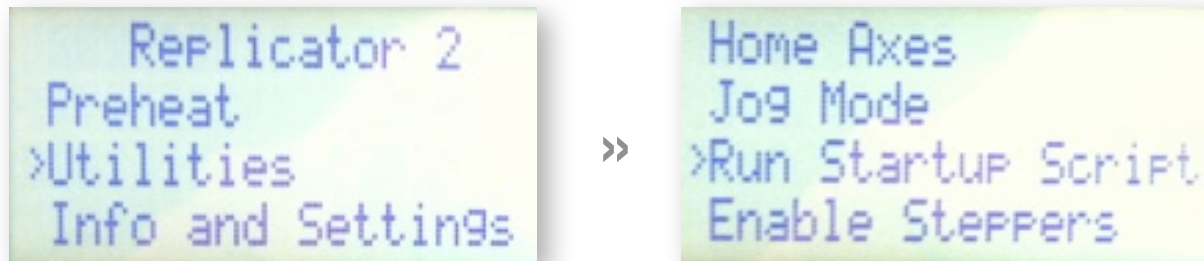 Replicator 2
Preheat
>Utilities
Info and Settings
»
Home Axes
Jog Mode
>Run Startup Script
Enable Steppers